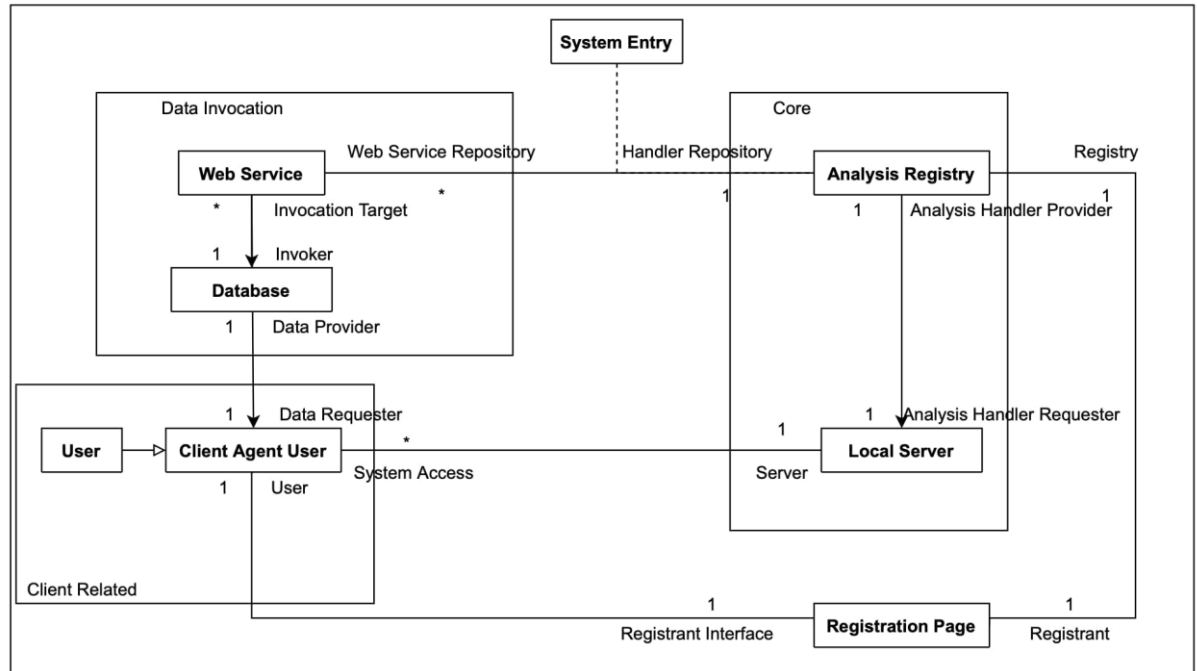 System Entry
Data Invocation
Core
Web Service Repository
Handler Repository
Registry
Web Service
Analysis Registry
*
1
1
*
Invocation Target
1
Analysis Handler Provider
1
Invoker
Database
1
Data Provider
1
Data Requester
*
1
1
Analysis Handler Requester
User
Client Agent User
Local Server
System Access
Server
1
User
Client Related
1
1
Registration Page
Registrant Interface
Registrant